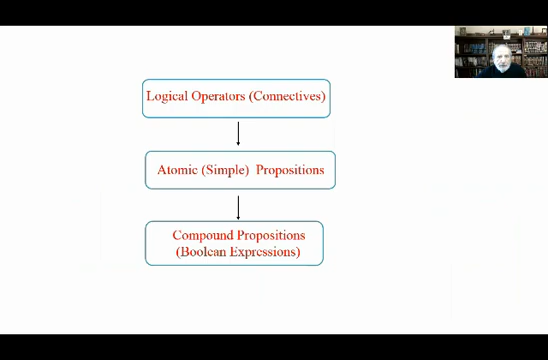 Logical Operators (Connectives)
Atomic (Simple) Propositions
Compound Propositions
(Boolean Expressions)